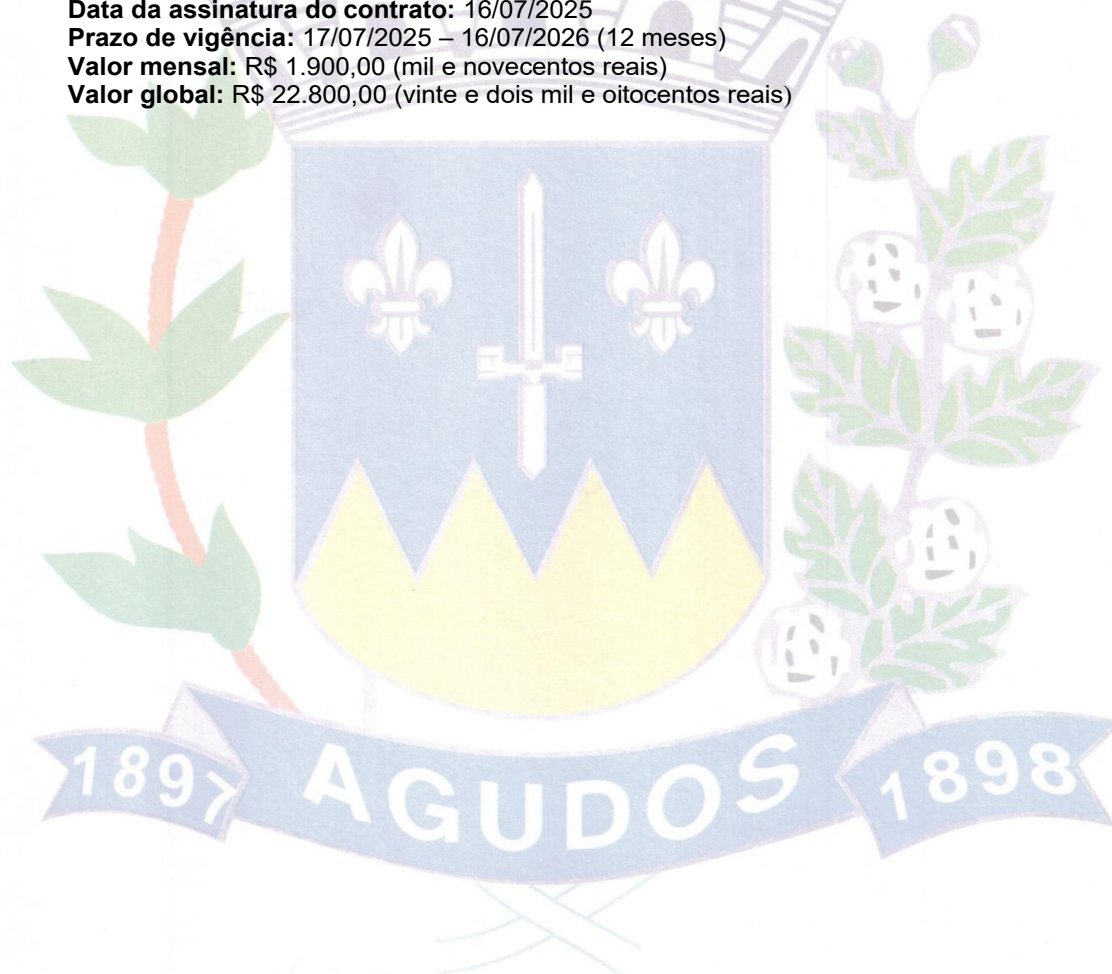 Data da assinatura do contrato: 16/07/2025
Prazo de vigência: 17/07/2025 – 16/07/2026 (12 meses)
Valor mensal: R$ 1.900,00 (mil e novecentos reais)
Valor global: R$ 22.800,00 (vinte e dois mil e oitocentos reais)
1897 AGUDOS 1898